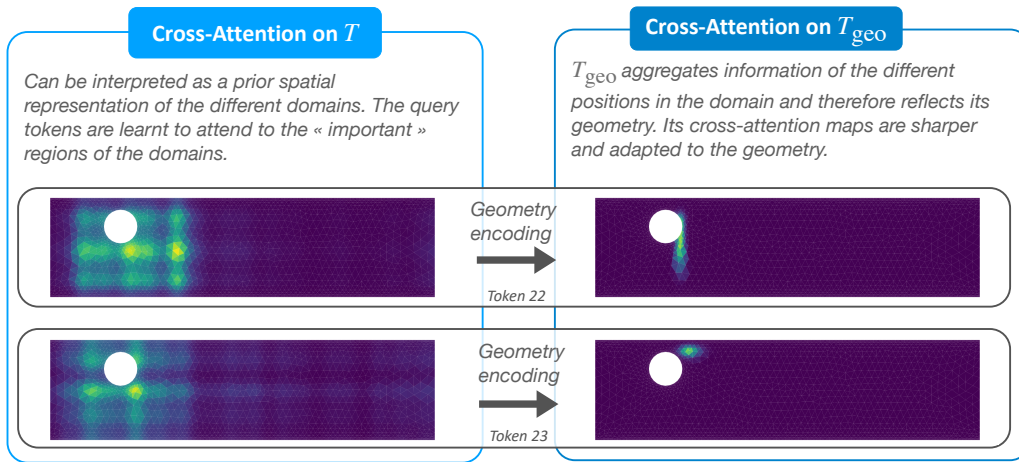 Cross-Attention on T
Can be interpreted as a prior spatial
representation of the different domains. The query
tokens are learnt to attend to the « important »
regions of the domains.
Cross-Attention on T_geo
T_geo aggregates information of the different
positions in the domain and therefore reflects its
geometry. Its cross-attention maps are sharper
and adapted to the geometry.
Geometry
encoding
Token 22
Geometry
encoding
Token 23